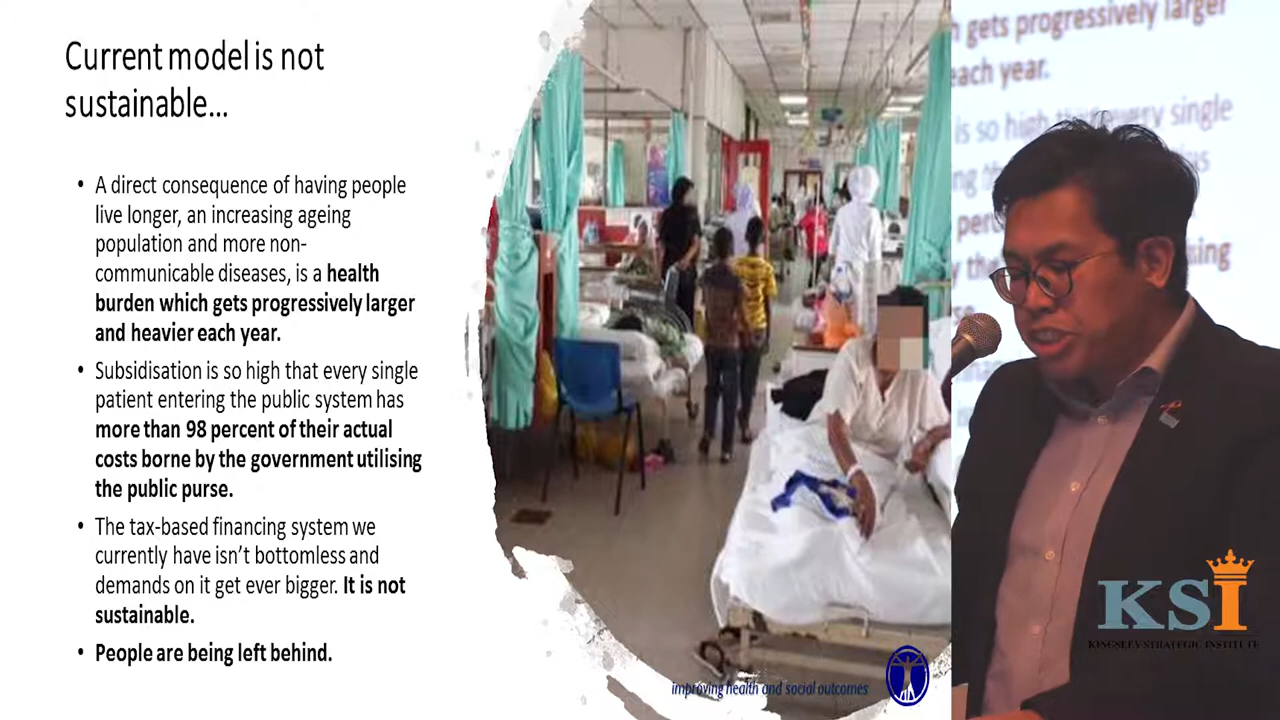 Current model is not
sustainable...
• A direct consequence of having people
live longer, an increasing ageing
population and more non-
communicable diseases, is a health
burden which gets progressively larger
and heavier each year.
• Subsidisation is so high that every single
patient entering the public system has
more than 98 percent of their actual
costs borne by the government utilising
the public purse.
• The tax-based financing system we
currently have isn't bottomless and
demands on it get ever bigger. It is not
sustainable.
• People are being left behind.
improving health and social outcomes
gets progressively larger
each year.
is so high that every single
KSI
KINGSLEY STRATEGIC INSTITUTE